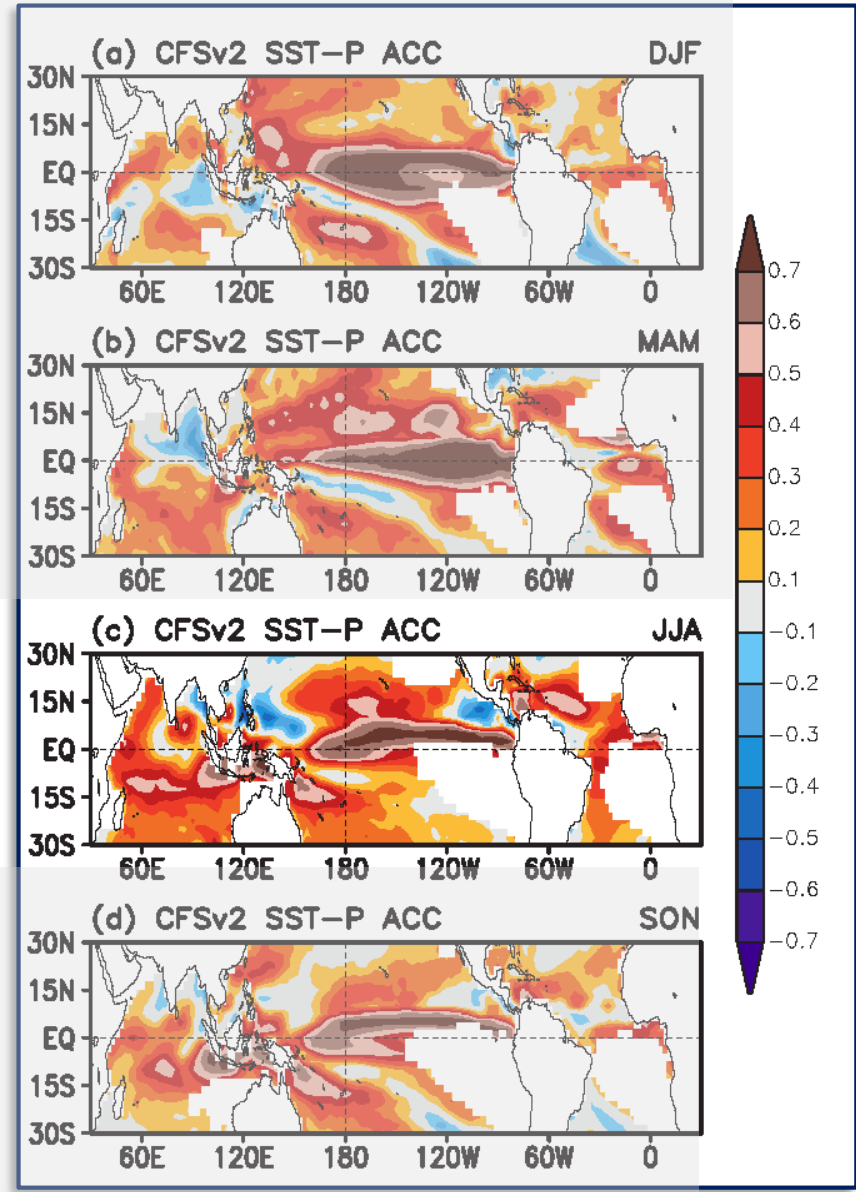 (a) CFSv2 SST-P ACC DJF
30N
15N
EQ
15S
30S
60E 120E 180 120W 60W 0
(b) CFSv2 SST-P ACC MAM
30N
15N
EQ
15S
30S
60E 120E 180 120W 60W 0
(c) CFSv2 SST-P ACC JJA
30N
15N
EQ
15S
30S
60E 120E 180 120W 60W 0
(d) CFSv2 SST-P ACC SON
30N
15N
EQ
15S
30S
60E 120E 180 120W 60W 0
0.7
0.6
0.5
0.4
0.3
0.2
0.1
-0.1
-0.2
-0.3
-0.4
-0.5
-0.6
-0.7